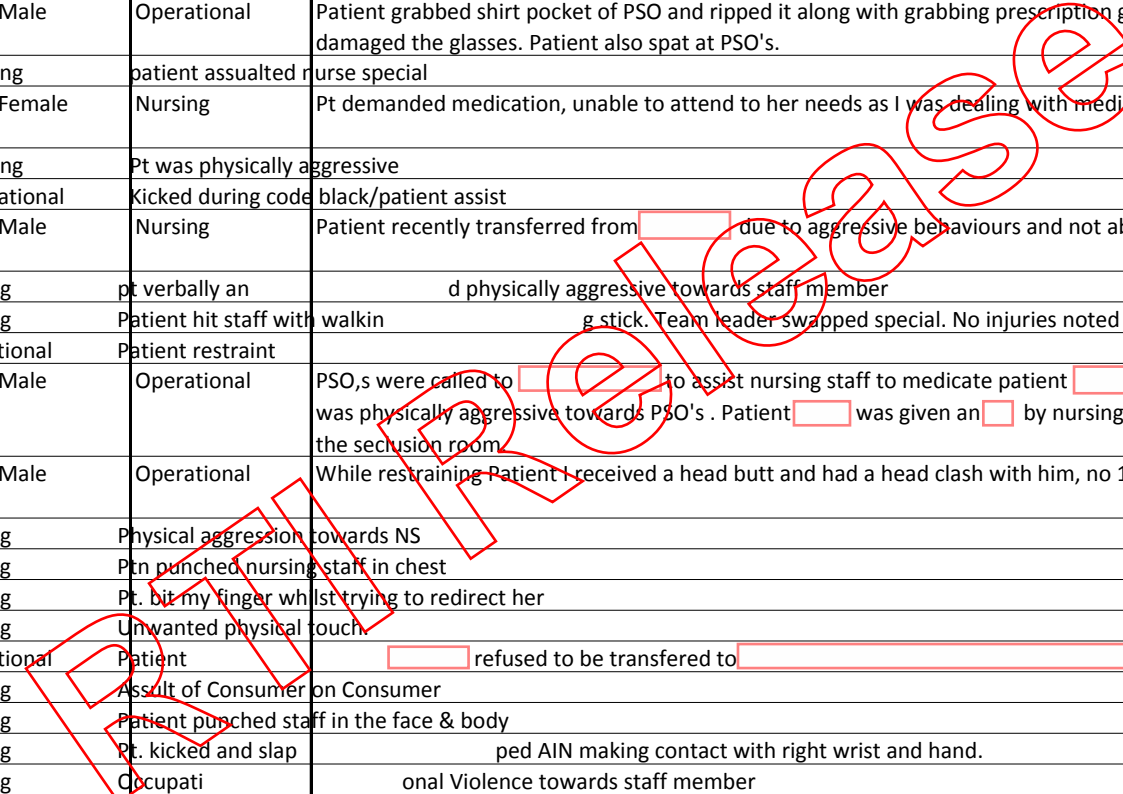 Male Operational Patient grabbed shirt pocket of PSO and ripped it along with grabbing prescription g
damaged the glasses. Patient also spat at PSO's.
ng patient assualted nurse special
Female Nursing Pt demanded medication, unable to attend to her needs as I was dealing with medi
ng Pt was physically aggressive
ational Kicked during code black/patient assist
Male Nursing Patient recently transferred from due to aggressive behaviours and not ab
g pt verbally an d physically aggressive towards staff member
g Patient hit staff with walkin g stick. Team leader swapped special. No injuries noted
tional Patient restraint
Male Operational PSO,s were called to to assist nursing staff to medicate patient
was physically aggressive towards PSO's . Patient was given an by nursing
the seclusion room.
Male Operational While restraining Patient I received a head butt and had a head clash with him, no 1
g Physical aggression towards NS
g Ptn punched nursing staff in chest
g Pt. bit my finger whilst trying to redirect her
g Unwanted physical touch.
tional Patient refused to be transfered to
g Assult of Consumer on Consumer
g Patient punched staff in the face & body
g Pt. kicked and slap ped AIN making contact with right wrist and hand.
g Occupati onal Violence towards staff member
RTI Release